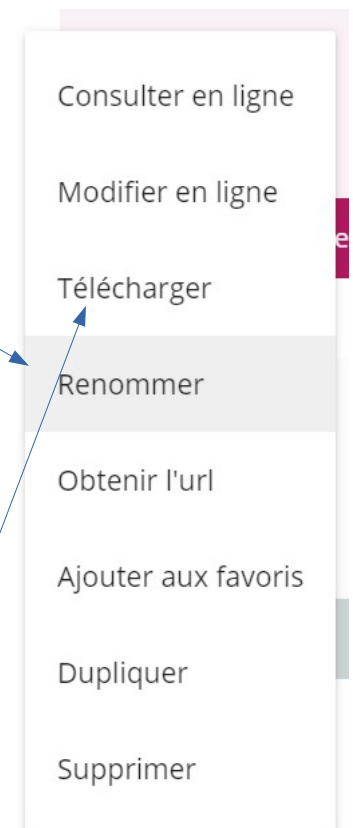 Consulter en ligne
Modifier en ligne
Télécharger
Renommer
Obtenir l'url
Ajouter aux favoris
Dupliquer
Supprimer